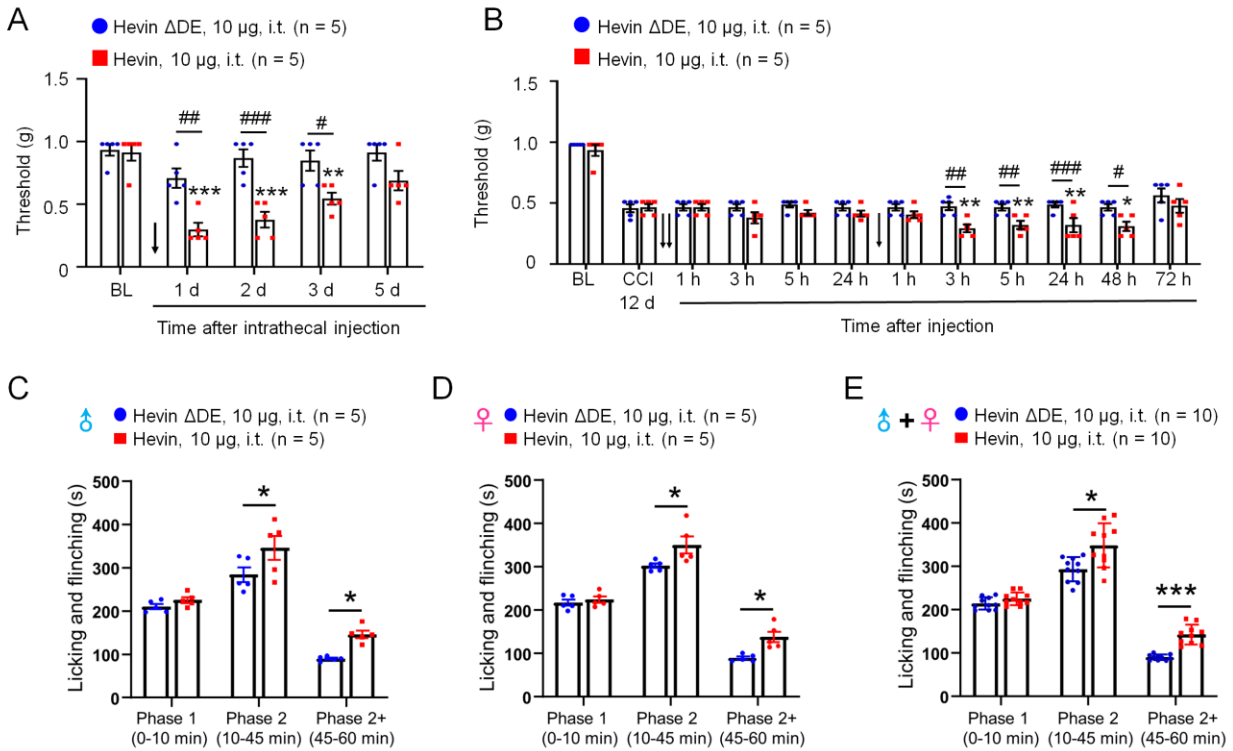 A
Hevin ΔDE, 10 µg, i.t. (n = 5)
Hevin, 10 µg, i.t. (n = 5)
Threshold (g)
1.5
1.0
0.5
0
##
###
#
***
***
**
BL
1 d
2 d
3 d
5 d
Time after intrathecal injection
B
Hevin ΔDE, 10 µg, i.t. (n = 5)
Hevin, 10 µg, i.t. (n = 5)
Threshold (g)
1.5
1.0
0.5
0.0
##
##
###
#
**
**
**
*
BL
CCI
12 d
1 h
3 h
5 h
24 h
1 h
3 h
5 h
24 h
48 h
72 h
Time after injection
C
♂
Hevin ΔDE, 10 µg, i.t. (n = 5)
Hevin, 10 µg, i.t. (n = 5)
Licking and flinching (s)
500
400
300
200
100
0
*
*
Phase 1
(0-10 min)
Phase 2
(10-45 min)
Phase 2+
(45-60 min)
D
♀
Hevin ΔDE, 10 µg, i.t. (n = 5)
Hevin, 10 µg, i.t. (n = 5)
Licking and flinching (s)
500
400
300
200
100
0
*
*
Phase 1
(0-10 min)
Phase 2
(10-45 min)
Phase 2+
(45-60 min)
E
♂ + ♀
Hevin ΔDE, 10 µg, i.t. (n = 10)
Hevin, 10 µg, i.t. (n = 10)
Licking and flinching (s)
500
400
300
200
100
0
*
***
Phase 1
(0-10 min)
Phase 2
(10-45 min)
Phase 2+
(45-60 min)